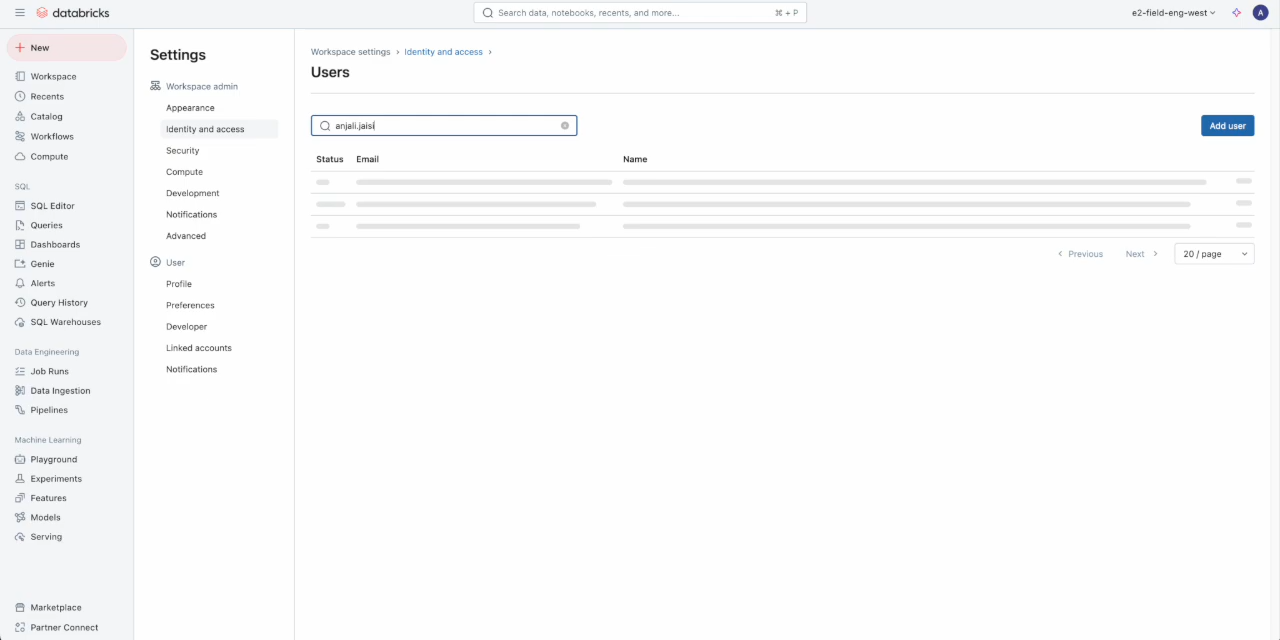 databricks
Search data, notebooks, recents, and more...
⌘ + P
e2-field-eng-west
A
New
Workspace
Recents
Catalog
Workflows
Compute
SQL
SQL Editor
Queries
Dashboards
Genie
Alerts
Query History
SQL Warehouses
Data Engineering
Job Runs
Data Ingestion
Pipelines
Machine Learning
Playground
Experiments
Features
Models
Serving
Marketplace
Partner Connect
Settings
Workspace admin
Appearance
Identity and access
Security
Compute
Development
Notifications
Advanced
User
Profile
Preferences
Developer
Linked accounts
Notifications
Workspace settings › Identity and access ›
Users
anjali.jaisi
Add user
Status Email Name
Previous Next 20 / page